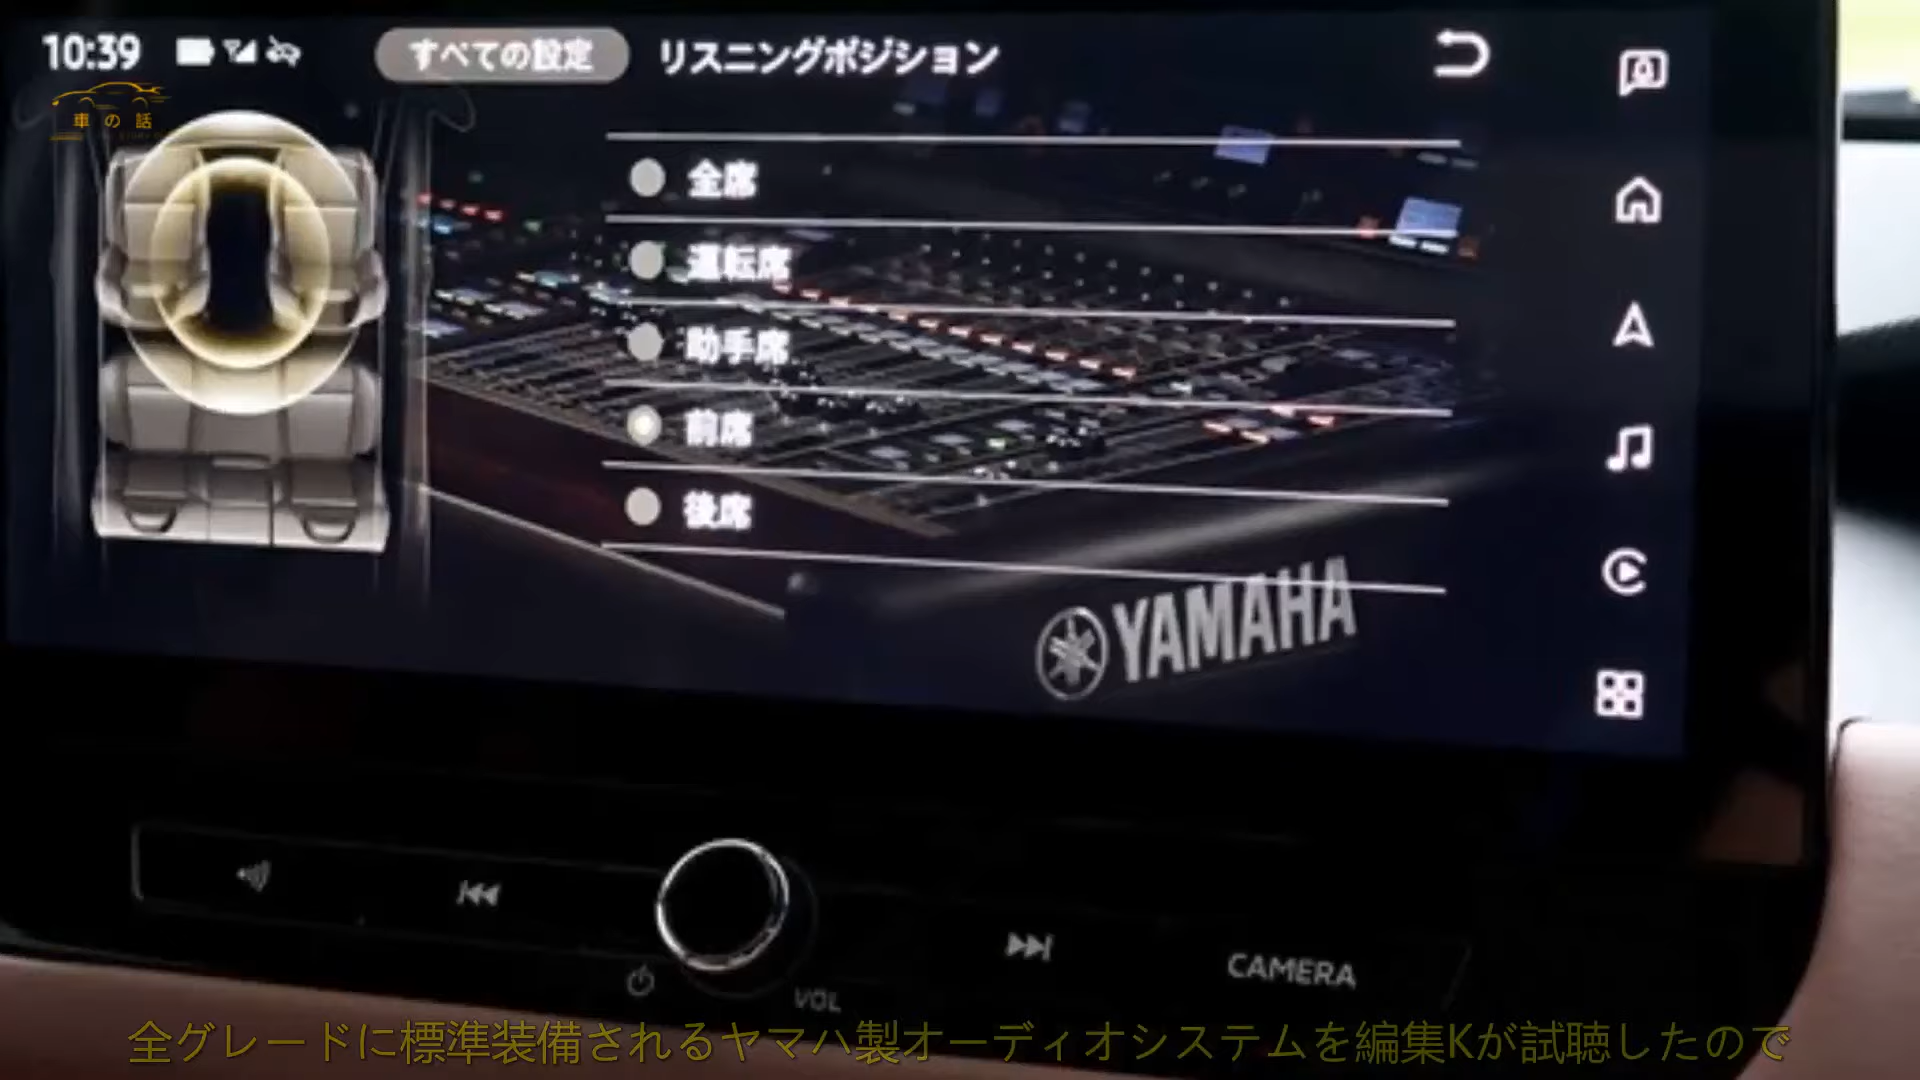 10:39
すべての設定
リスニングポジション
車の話
全席
運転席
助手席
前席
後席
YAMAHA
VOL
CAMERA
全グレードに標準装備されるヤマハ製オーディオシステムを編集Kが試聴したので